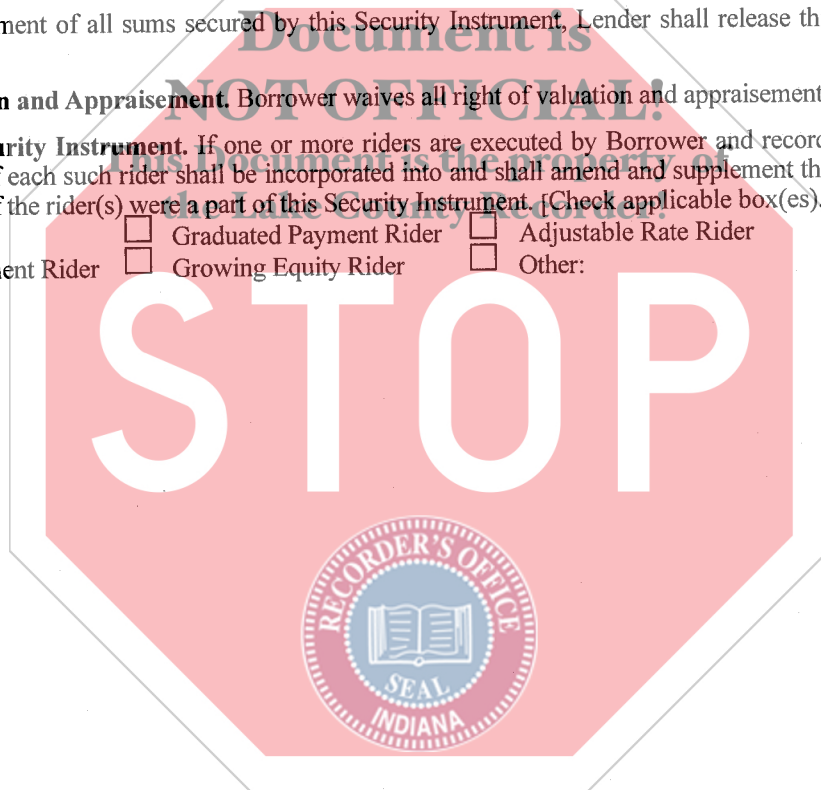 ment of all sums secured by this Security Instrument, Lender shall release th
Document is
NOT OFFICIAL!
n and Appraisement. Borrower waives all right of valuation and appraisement
urity Instrument. If one or more riders are executed by Borrower and record
This Document is the property of
f each such rider shall be incorporated into and shall amend and supplement th
the Lake County Recorder!
f the rider(s) were a part of this Security Instrument. [Check applicable box(es).
Graduated Payment Rider Adjustable Rate Rider
ent Rider Growing Equity Rider Other:
STOP
RECORDER'S OFFICE
SEAL
INDIANA